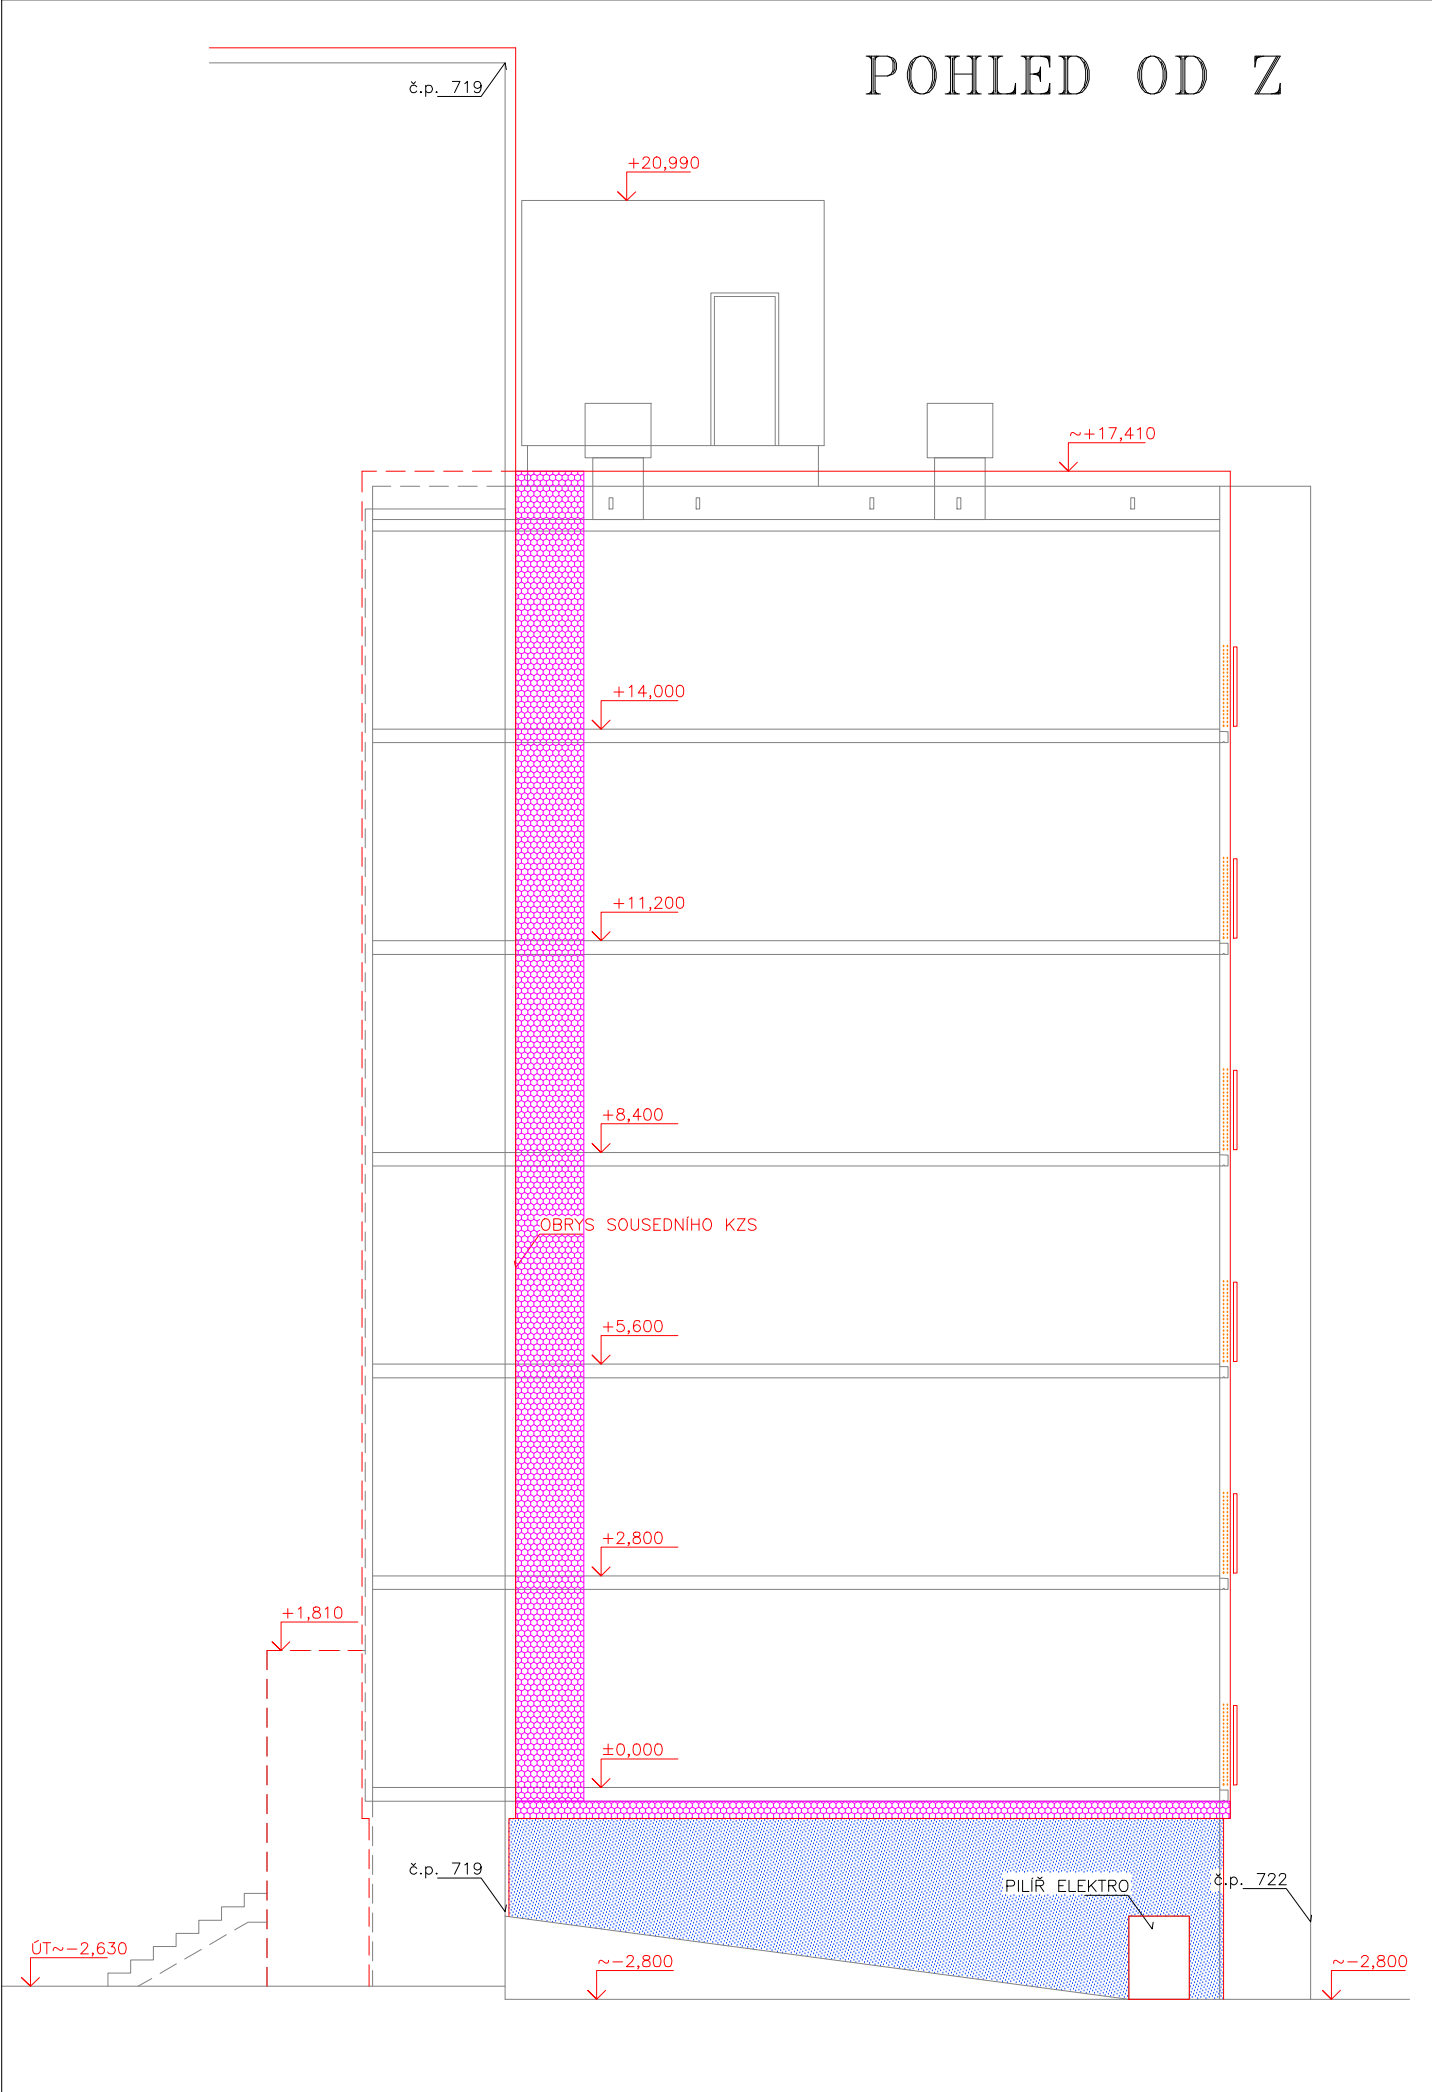 POHLED OD Z
č.p. 719
+20,990
~+17,410
+14,000
+11,200
+8,400
OBRYS SOUSEDNÍHO KZS
+5,600
+2,800
+1,810
±0,000
č.p. 719
PILÍŘ ELEKTRO
č.p. 722
ÚT~-2,630
~-2,800
~-2,800